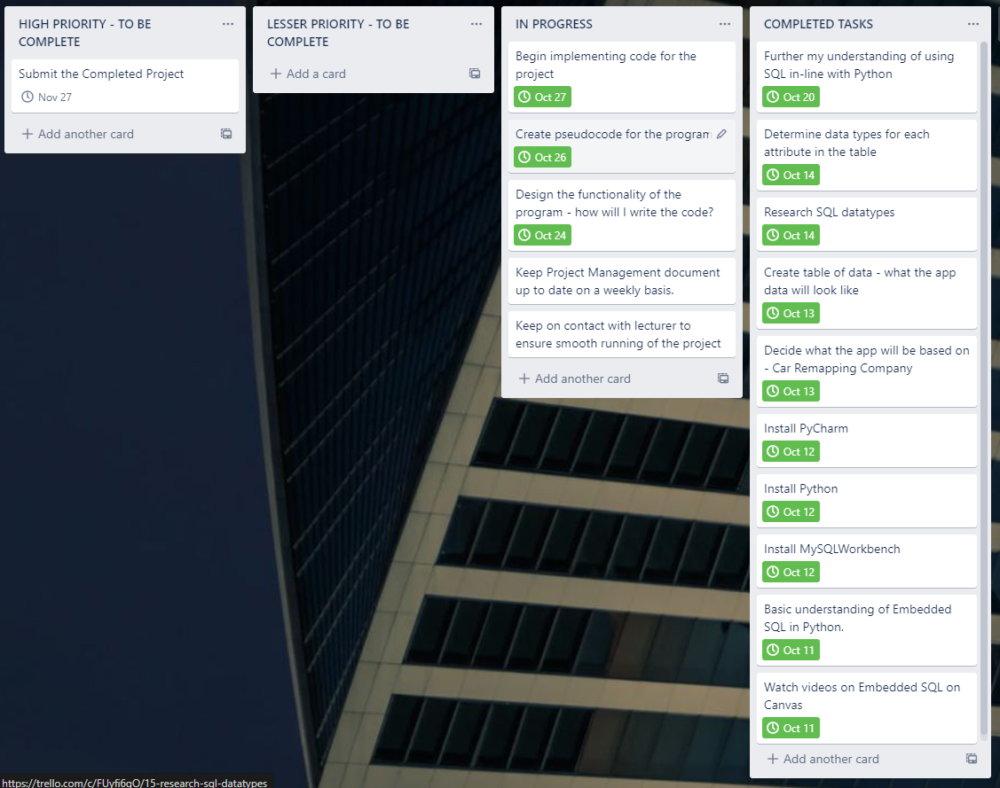 HIGH PRIORITY - TO BE
COMPLETE
Submit the Completed Project
Nov 27
Add another card
LESSER PRIORITY - TO BE
COMPLETE
Add a card
IN PROGRESS
Begin implementing code for the
project
Oct 27
Create pseudocode for the program
Oct 26
Design the functionality of the
program - how will I write the code?
Oct 24
Keep Project Management document
up to date on a weekly basis.
Keep on contact with lecturer to
ensure smooth running of the project
Add another card
COMPLETED TASKS
Further my understanding of using
SQL in-line with Python
Oct 20
Determine data types for each
attribute in the table
Oct 14
Research SQL datatypes
Oct 14
Create table of data - what the app
data will look like
Oct 13
Decide what the app will be based on
- Car Remapping Company
Oct 13
Install PyCharm
Oct 12
Install Python
Oct 12
Install MySQLWorkbench
Oct 12
Basic understanding of Embedded
SQL in Python.
Oct 11
Watch videos on Embedded SQL on
Canvas
Oct 11
Add another card
https://trello.com/c/FUyfi6qO/15-research-sql-datatypes